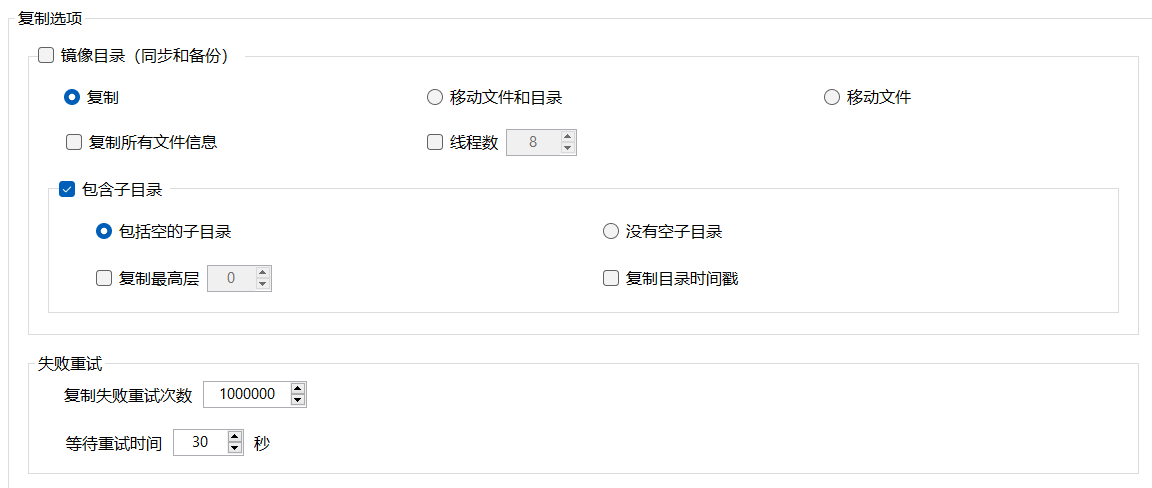 复制选项
镜像目录（同步和备份）
复制 移动文件和目录 移动文件
复制所有文件信息 线程数 8
包含子目录
包括空的子目录 没有空子目录
复制最高层 0 复制目录时间戳
失败重试
复制失败重试次数 1000000
等待重试时间 30 秒